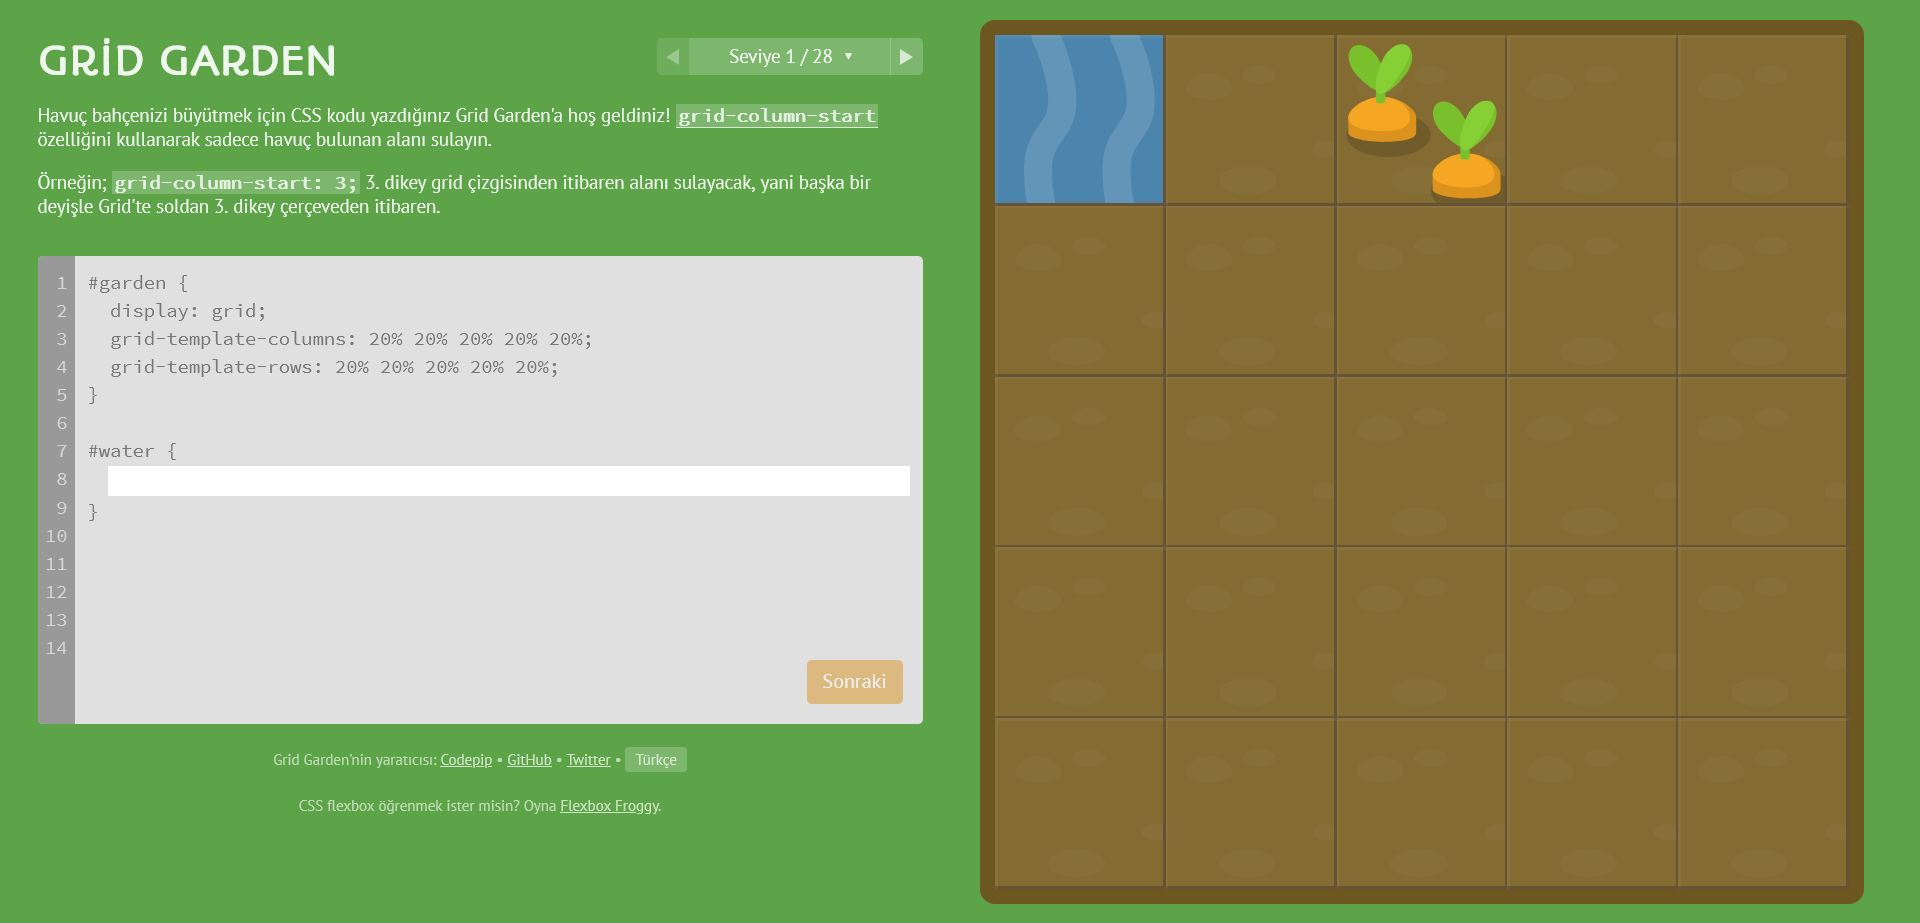 GRİD GARDEN
Seviye 1 / 28 ▼
Havuç bahçenizi büyütmek için CSS kodu yazdığınız Grid Garden'a hoş geldiniz! grid-column-start
özelliğini kullanarak sadece havuç bulunan alanı sulayın.
Örneğin; grid-column-start: 3; 3. dikey grid çizgisinden itibaren alanı sulayacak, yani başka bir
deyişle Grid'te soldan 3. dikey çerçeveden itibaren.
1 #garden {
2 display: grid;
3 grid-template-columns: 20% 20% 20% 20% 20%;
4 grid-template-rows: 20% 20% 20% 20% 20%;
5 }
6
7 #water {
8
9 }
10
11
12
13
14
Sonraki
Grid Garden'nin yaratıcısı: Codepip • GitHub • Twitter • Türkçe
CSS flexbox öğrenmek ister misin? Oyna Flexbox Froggy.